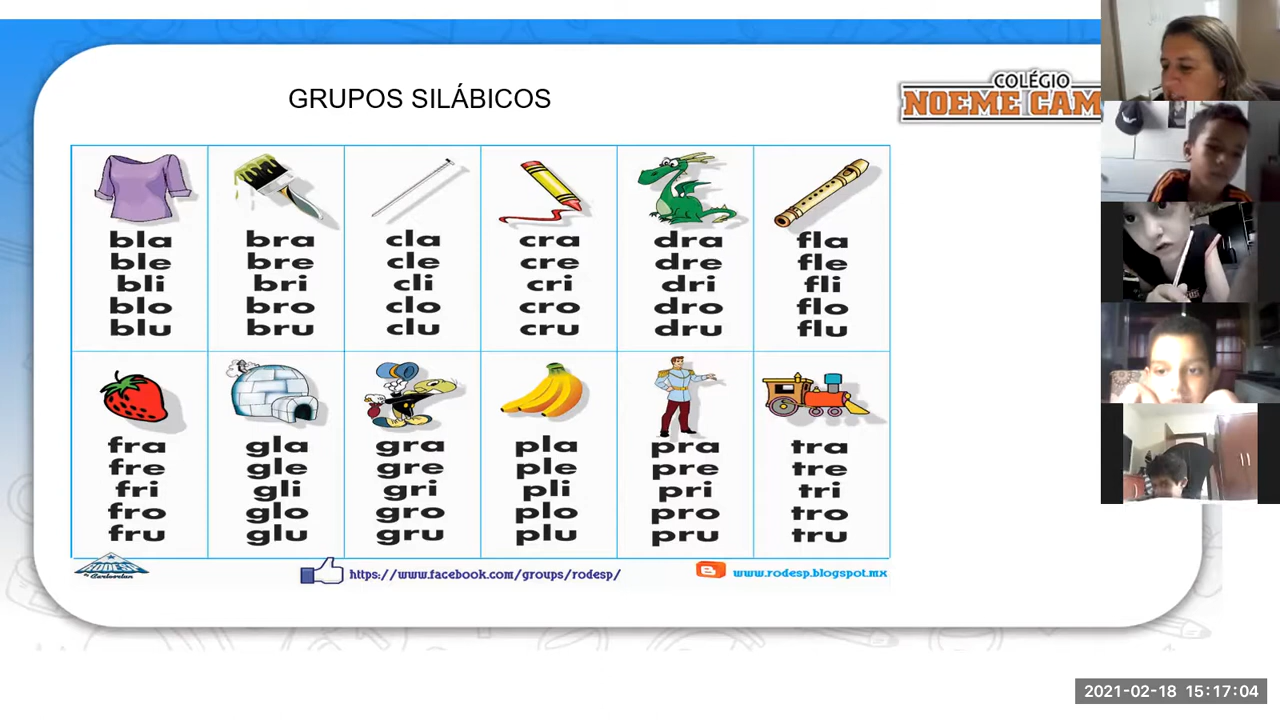 GRUPOS SILÁBICOS
COLÉGIO
NOEME CAM
bla
ble
bli
blo
blu
bra
bre
bri
bro
bru
cla
cle
cli
clo
clu
cra
cre
cri
cro
cru
dra
dre
dri
dro
dru
fla
fle
fli
flo
flu
fra
fre
fri
fro
fru
gla
gle
gli
glo
glu
gra
gre
gri
gro
gru
pla
ple
pli
plo
plu
pra
pre
pri
pro
pru
tra
tre
tri
tro
tru
RODESP
https://www.facebook.com/groups/rodesp/
www.rodesp.blogspot.mx
2021-02-18 15:17:04